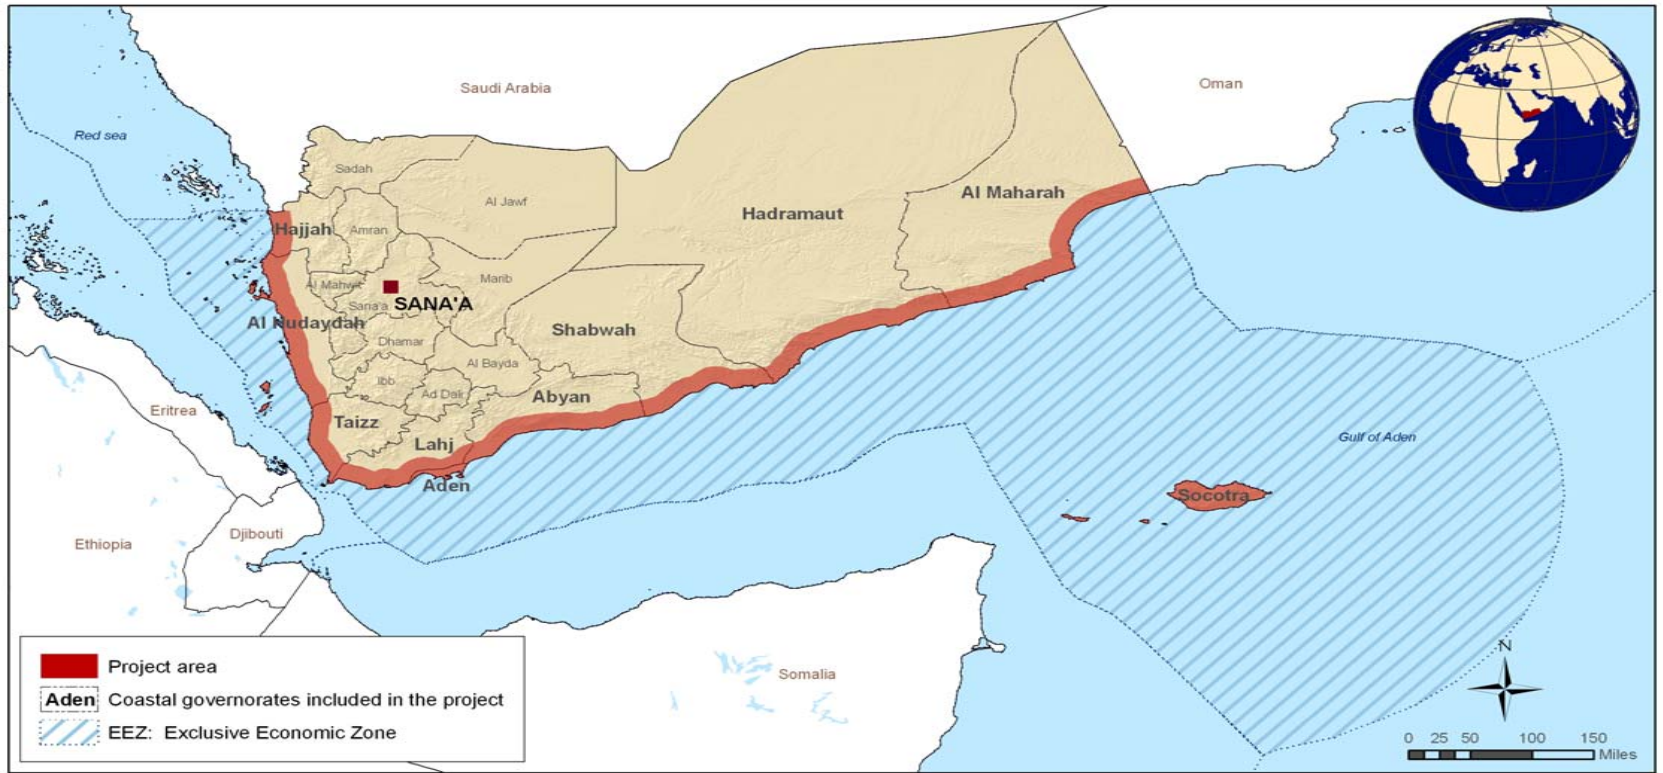 Saudi Arabia
Oman
Red sea
Sadah
Al Maharah
Al Jawf
Hadramaut
Hajjah
Amran
Marib
Al Mahwit
SANA'A
Sana'a
Al Hudaydah
Shabwah
Dhamar
Al Bayda
Ibb
Ad Dali
Abyan
Eritrea
Taizz
Lahj
Gulf of Aden
Aden
Socotra
Djibouti
Ethiopia
Somalia
N
Project area
Aden Coastal governorates included in the project
EEZ: Exclusive Economic Zone
0 25 50 100 150
Miles